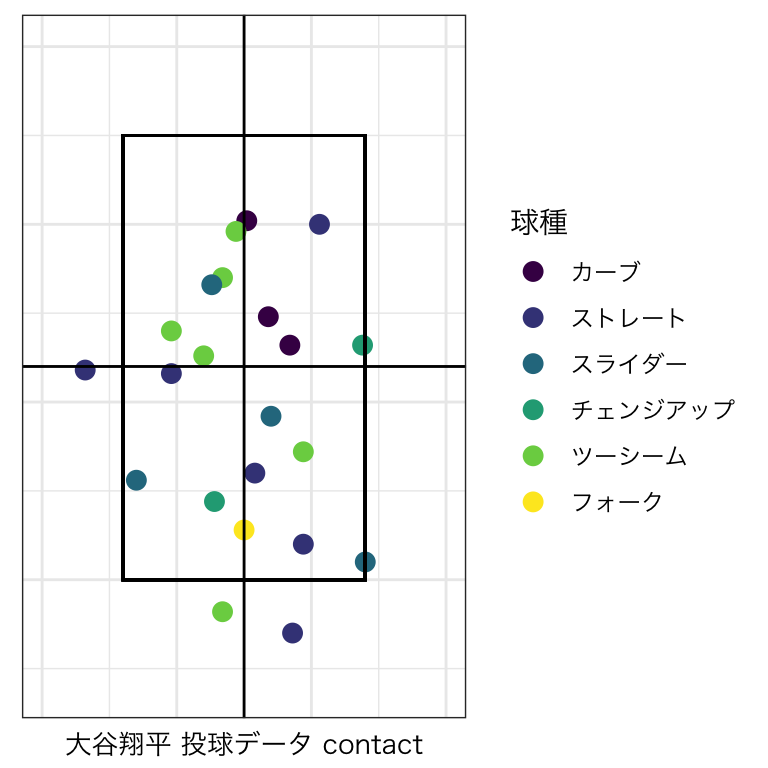 球種
カーブ
ストレート
スライダー
チェンジアップ
ツーシーム
フォーク
大谷翔平 投球データ contact